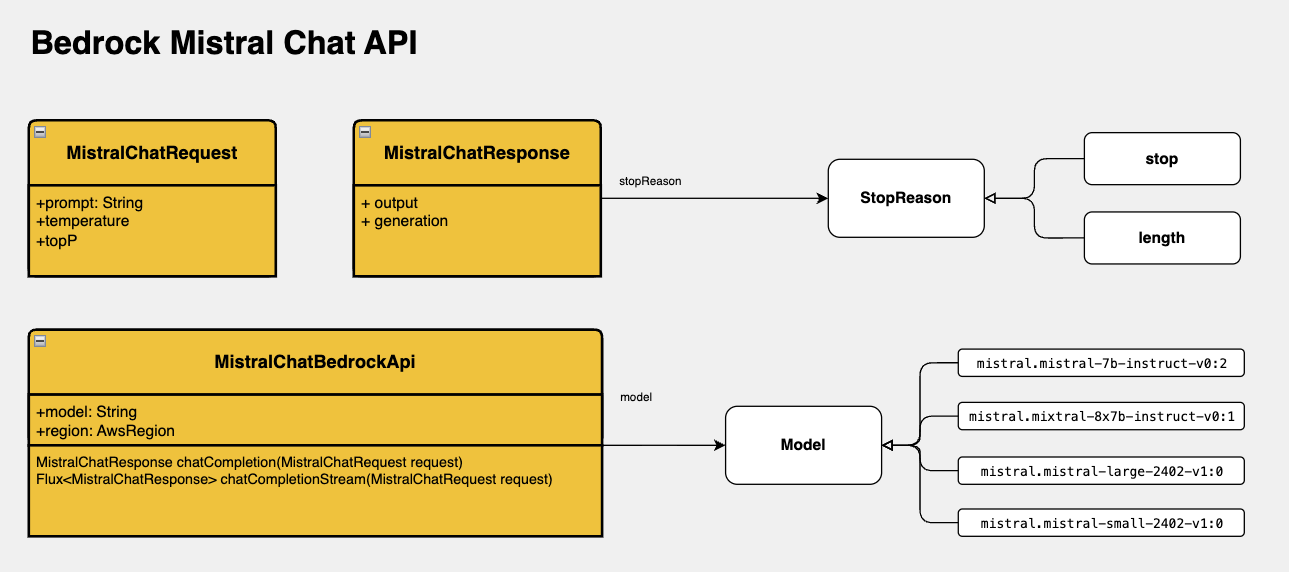 Bedrock Mistral Chat API
MistralChatRequest
+prompt: String
+temperature
+topP
MistralChatResponse
+ output
+ generation
stopReason
StopReason
stop
length
MistralChatBedrockApi
+model: String
+region: AwsRegion
MistralChatResponse chatCompletion(MistralChatRequest request)
Flux<MistralChatResponse> chatCompletionStream(MistralChatRequest request)
model
Model
mistral.mistral-7b-instruct-v0:2
mistral.mixtral-8x7b-instruct-v0:1
mistral.mistral-large-2402-v1:0
mistral.mistral-small-2402-v1:0